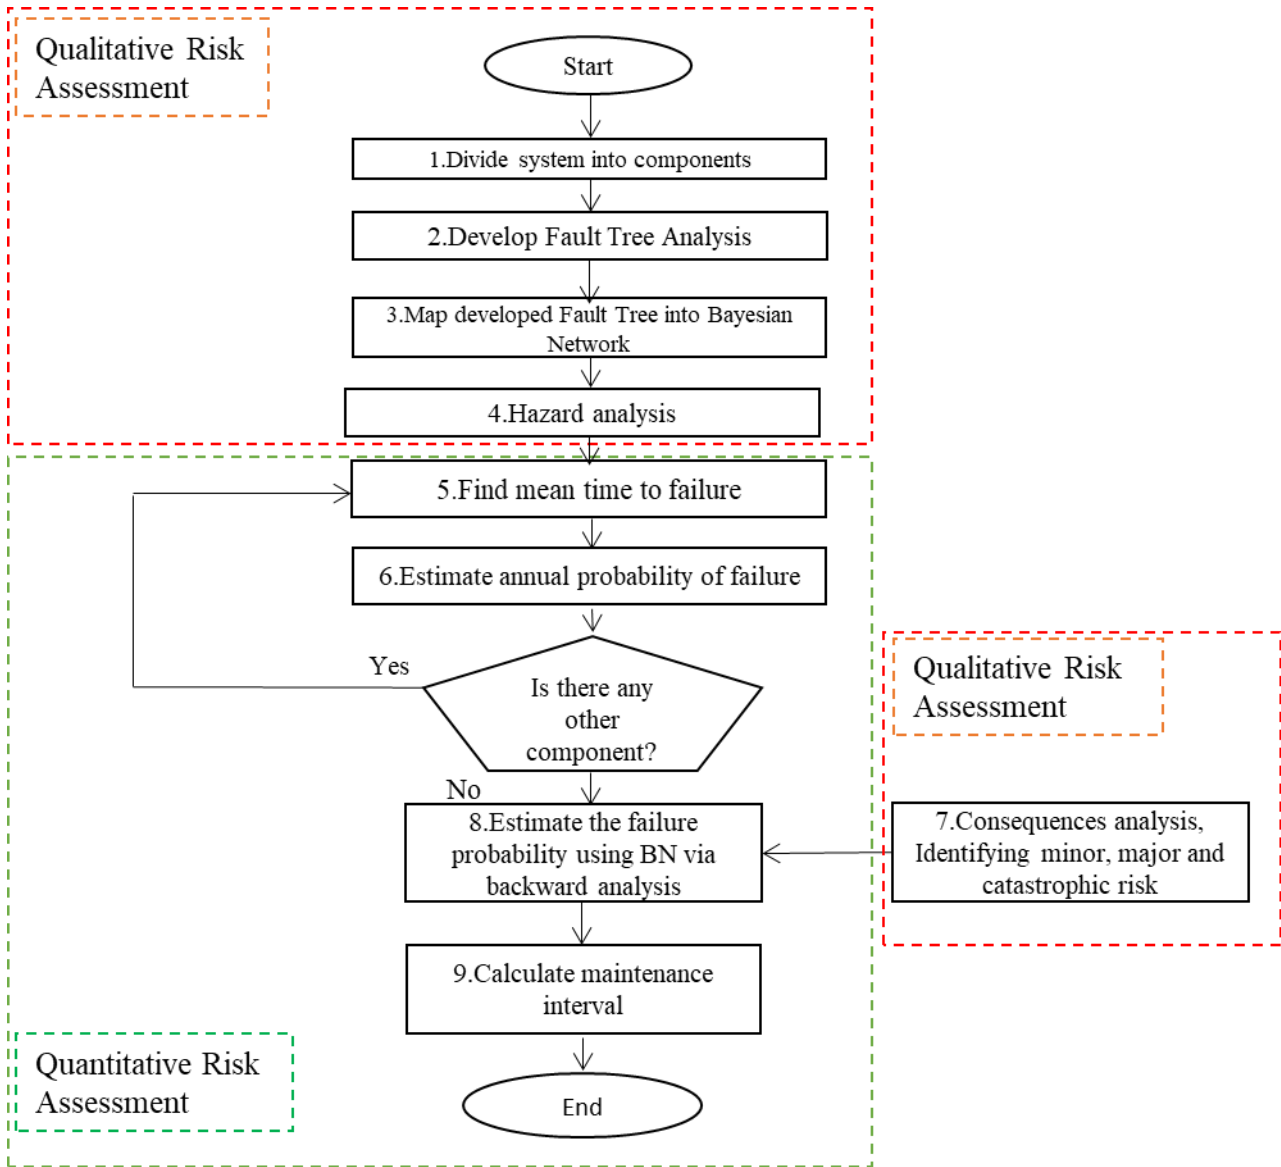 Qualitative Risk
Assessment
Start
1.Divide system into components
2.Develop Fault Tree Analysis
3.Map developed Fault Tree into Bayesian
Network
4.Hazard analysis
5.Find mean time to failure
6.Estimate annual probability of failure
Yes
Is there any
other
component?
No
Qualitative Risk
Assessment
7.Consequences analysis,
Identifying minor, major and
catastrophic risk
8.Estimate the failure
probability using BN via
backward analysis
9.Calculate maintenance
interval
Quantitative Risk
Assessment
End